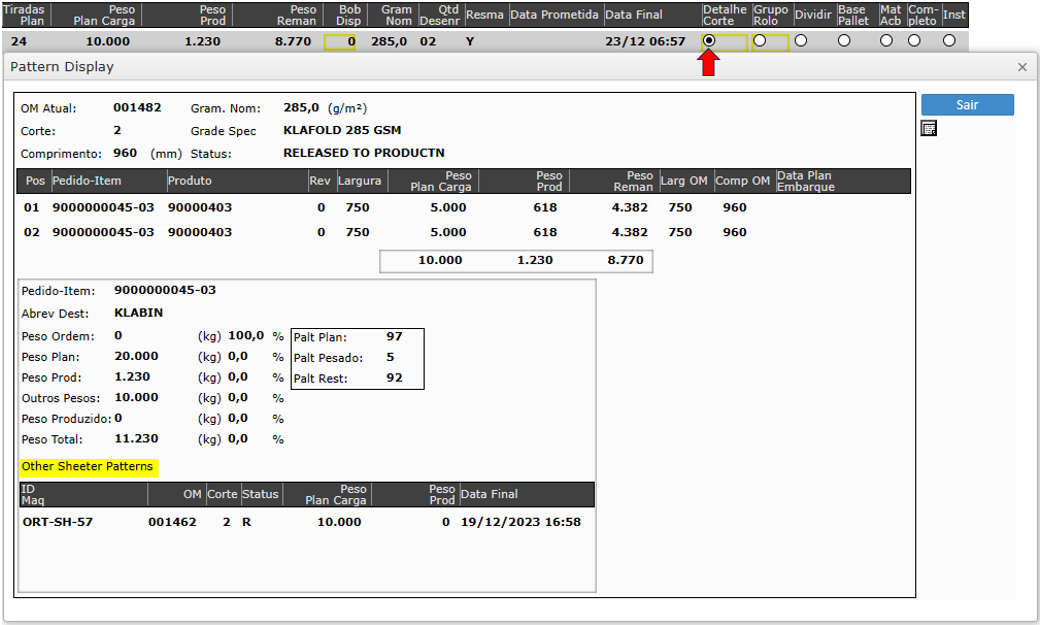 Tiradas Plan Peso Plan Carga Peso Prod Peso Reman Bob Disp Gram Nom Qtd Desenr Resma Data Prometida Data Final Detalhe Corte Grupo Rolo Dividir Base Pallet Mat Acb Com- pleto Inst
24 10.000 1.230 8.770 0 285,0 02 Y 23/12 06:57
Pattern Display
OM Atual: 001482 Gram. Nom: 285,0 (g/m²)
Sair
Corte: 2 Grade Spec KLAFOLD 285 GSM
Comprimento: 960 (mm) Status: RELEASED TO PRODUCTN
Pos Pedido-Item Produto Rev Largura Peso Plan Carga Peso Prod Peso Reman Larg OM Comp OM Data Plan Embarque
01 9000000045-03 90000403 0 750 5.000 618 4.382 750 960
02 9000000045-03 90000403 0 750 5.000 618 4.382 750 960
10.000 1.230 8.770
Pedido-Item: 9000000045-03
Abrev Dest: KLABIN
Peso Ordem: 0 (kg) 100,0 % Palt Plan: 97
Peso Plan: 20.000 (kg) 0,0 % Palt Pesado: 5
Peso Prod: 1.230 (kg) 0,0 % Palt Rest: 92
Outros Pesos: 10.000 (kg) 0,0 %
Peso Produzido: 0 (kg) 0,0 %
Peso Total: 11.230 (kg) 0,0 %
Other Sheeter Patterns
ID Maq OM Corte Status Peso Plan Carga Peso Prod Data Final
ORT-SH-57 001462 2 R 10.000 0 19/12/2023 16:58